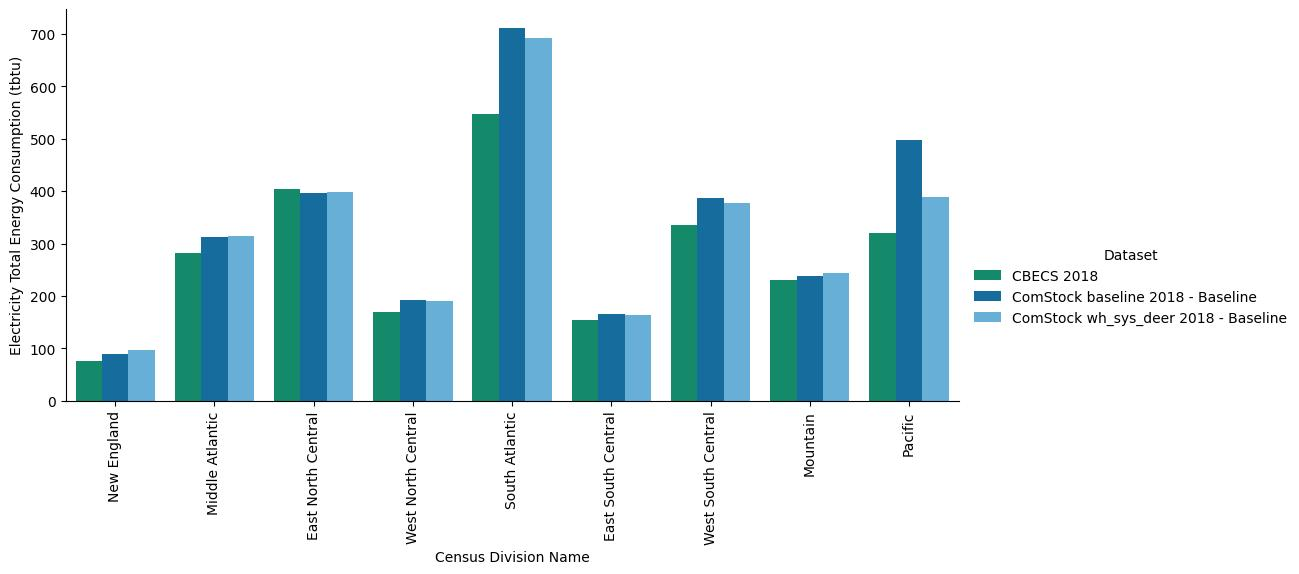 Electricity Total Energy Consumption (tbtu)
700
600
500
400
300
200
100
0
New England
Middle Atlantic
East North Central
West North Central
South Atlantic
East South Central
West South Central
Mountain
Pacific
Census Division Name
Dataset
CBECS 2018
ComStock baseline 2018 - Baseline
ComStock wh_sys_deer 2018 - Baseline